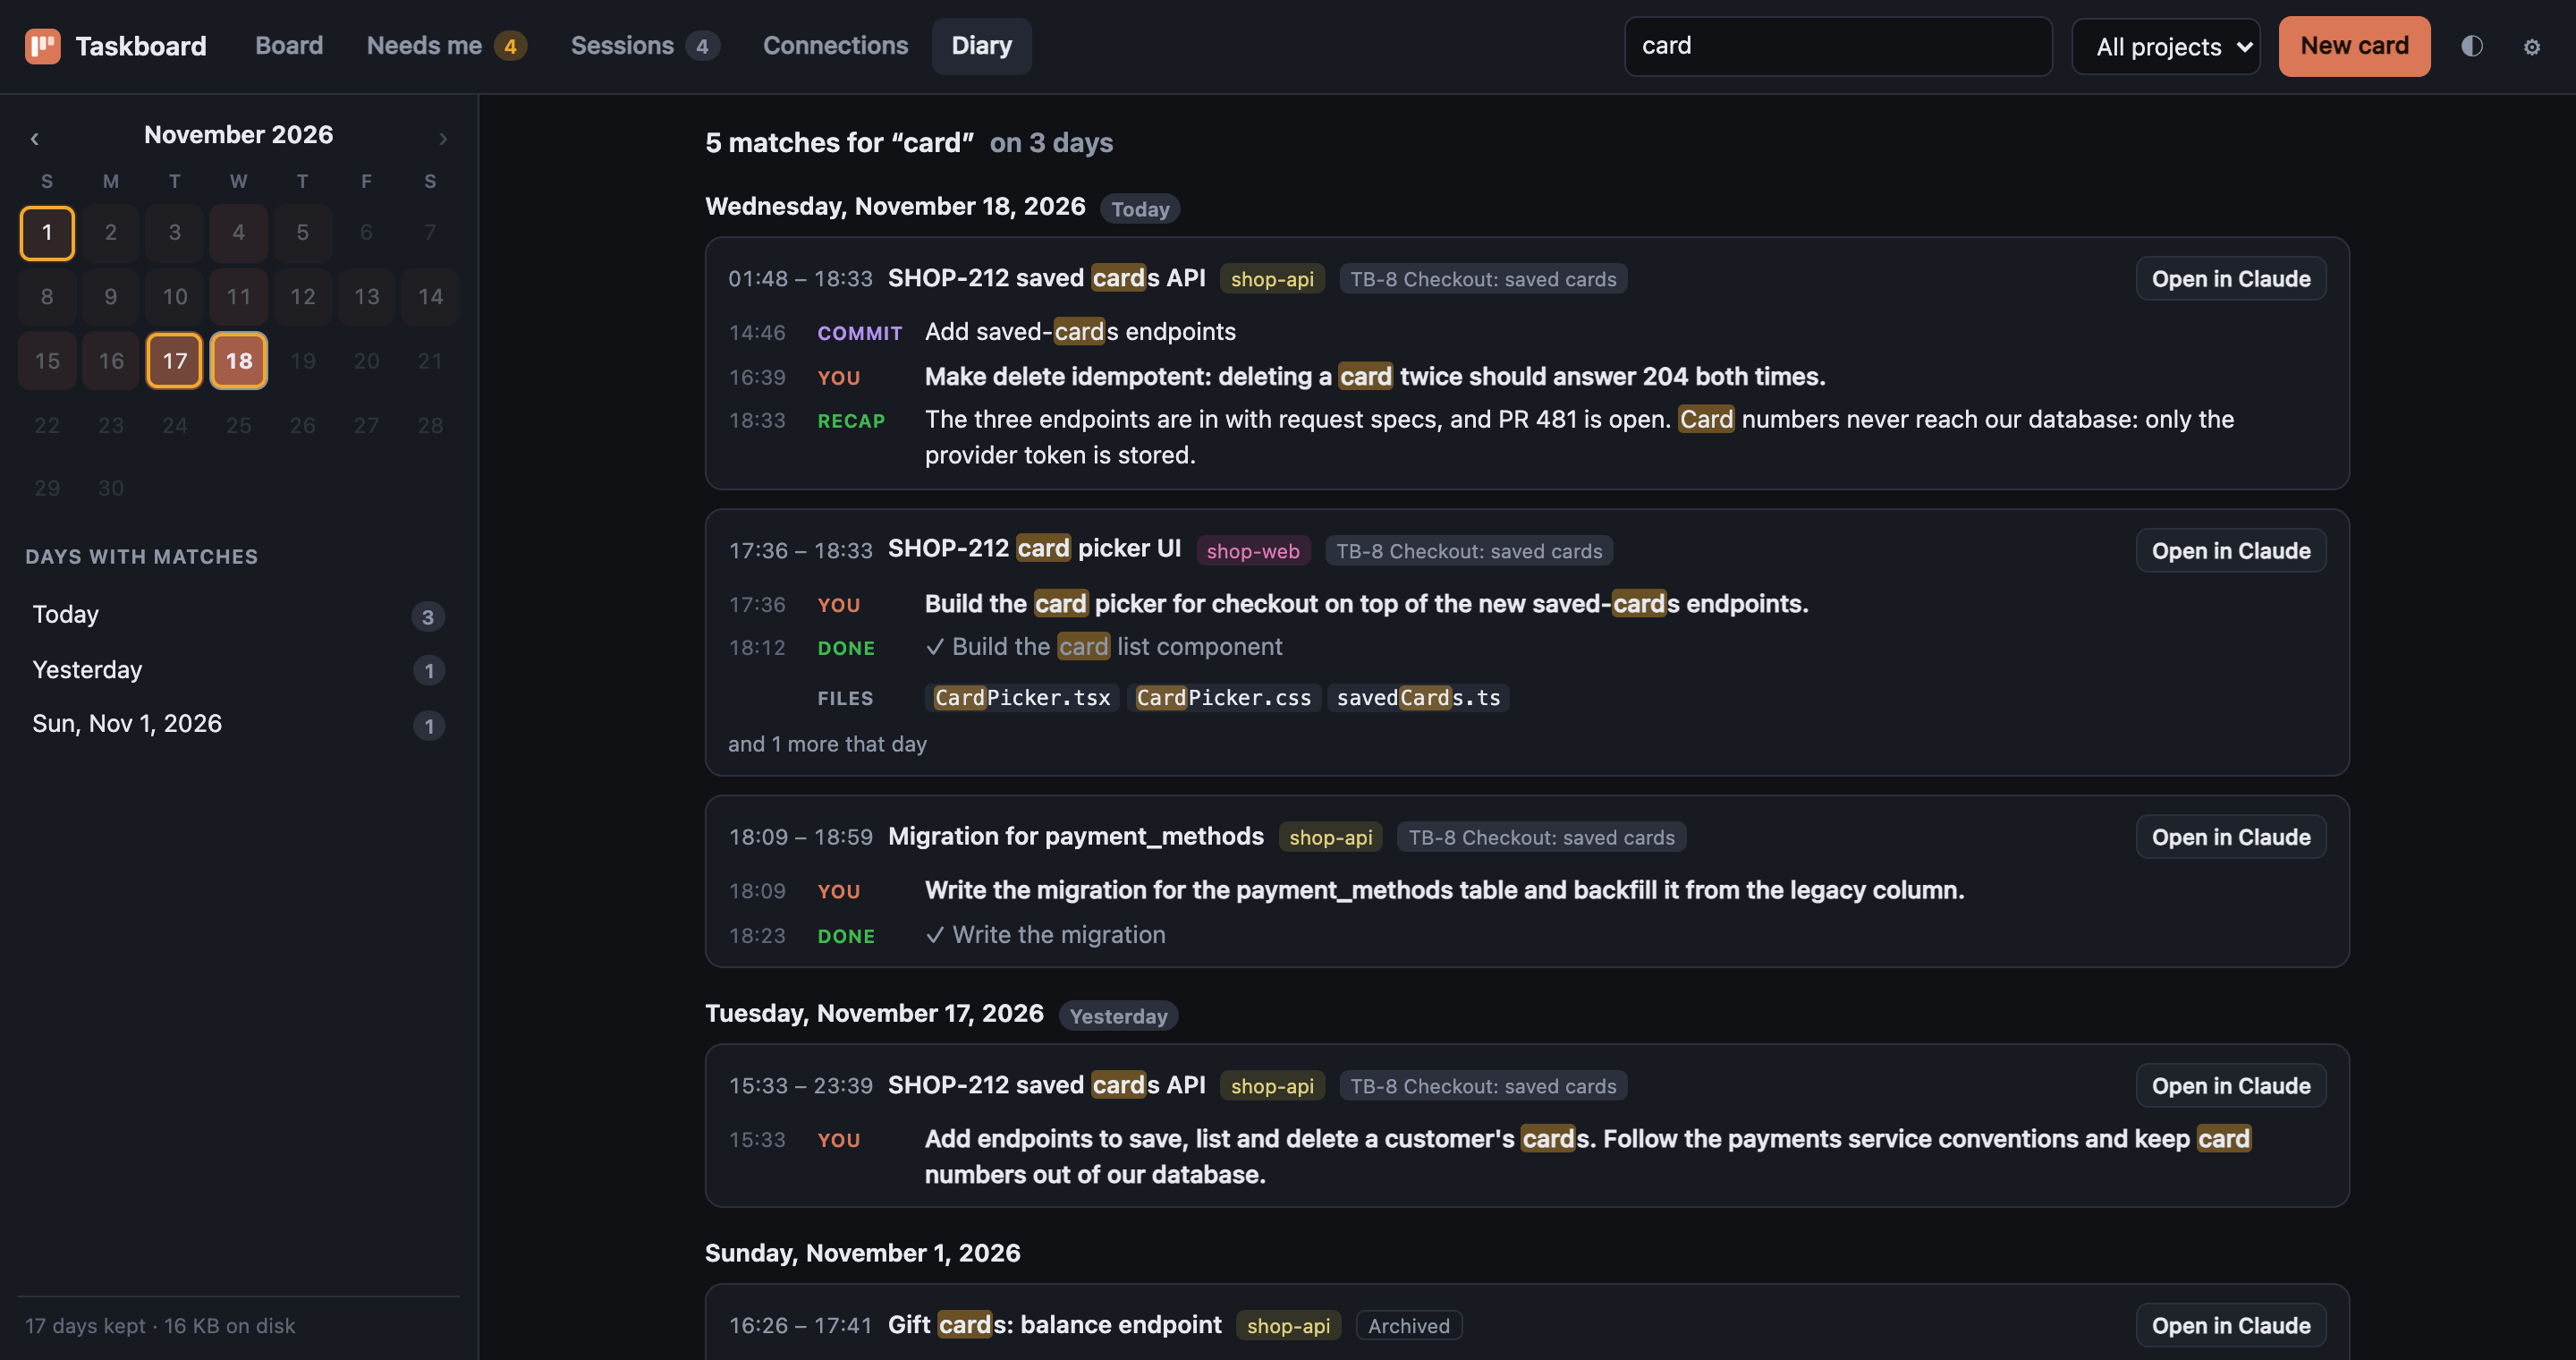 Taskboard Board Needs me 4 Sessions 4 Connections Diary card All projects New card
‹ November 2026 ›
S M T W T F S
1 2 3 4 5 6 7
8 9 10 11 12 13 14
15 16 17 18 19 20 21
22 23 24 25 26 27 28
29 30
DAYS WITH MATCHES
Today 3
Yesterday 1
Sun, Nov 1, 2026 1
17 days kept · 16 KB on disk
5 matches for “card” on 3 days
Wednesday, November 18, 2026 Today
01:48 – 18:33 SHOP-212 saved cards API shop-api TB-8 Checkout: saved cards Open in Claude
14:46 COMMIT Add saved-cards endpoints
16:39 YOU Make delete idempotent: deleting a card twice should answer 204 both times.
18:33 RECAP The three endpoints are in with request specs, and PR 481 is open. Card numbers never reach our database: only the
provider token is stored.
17:36 – 18:33 SHOP-212 card picker UI shop-web TB-8 Checkout: saved cards Open in Claude
17:36 YOU Build the card picker for checkout on top of the new saved-cards endpoints.
18:12 DONE ✓ Build the card list component
FILES CardPicker.tsx CardPicker.css savedCards.ts
and 1 more that day
18:09 – 18:59 Migration for payment_methods shop-api TB-8 Checkout: saved cards Open in Claude
18:09 YOU Write the migration for the payment_methods table and backfill it from the legacy column.
18:23 DONE ✓ Write the migration
Tuesday, November 17, 2026 Yesterday
15:33 – 23:39 SHOP-212 saved cards API shop-api TB-8 Checkout: saved cards Open in Claude
15:33 YOU Add endpoints to save, list and delete a customer's cards. Follow the payments service conventions and keep card
numbers out of our database.
Sunday, November 1, 2026
16:26 – 17:41 Gift cards: balance endpoint shop-api Archived Open in Claude